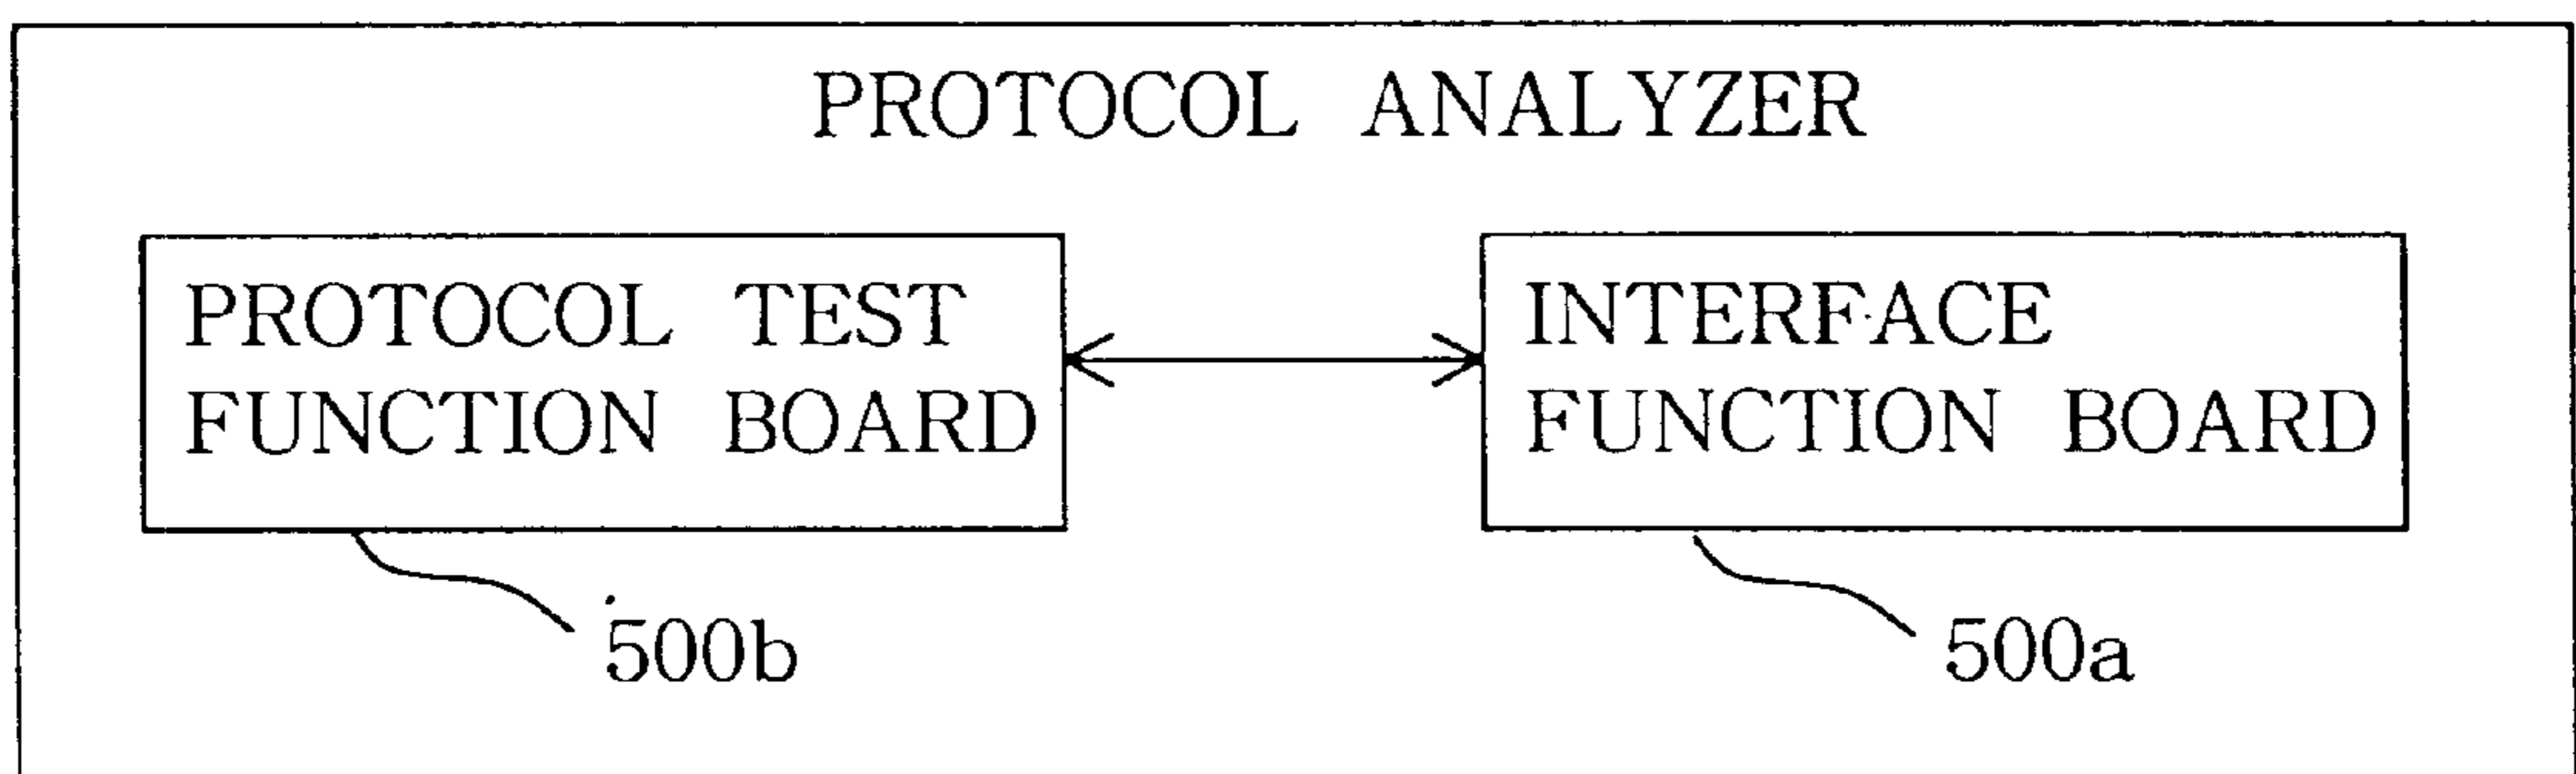 PROTOCOL ANALYZER
PROTOCOL TEST
FUNCTION BOARD
INTERFACE
FUNCTION BOARD
500b
500a